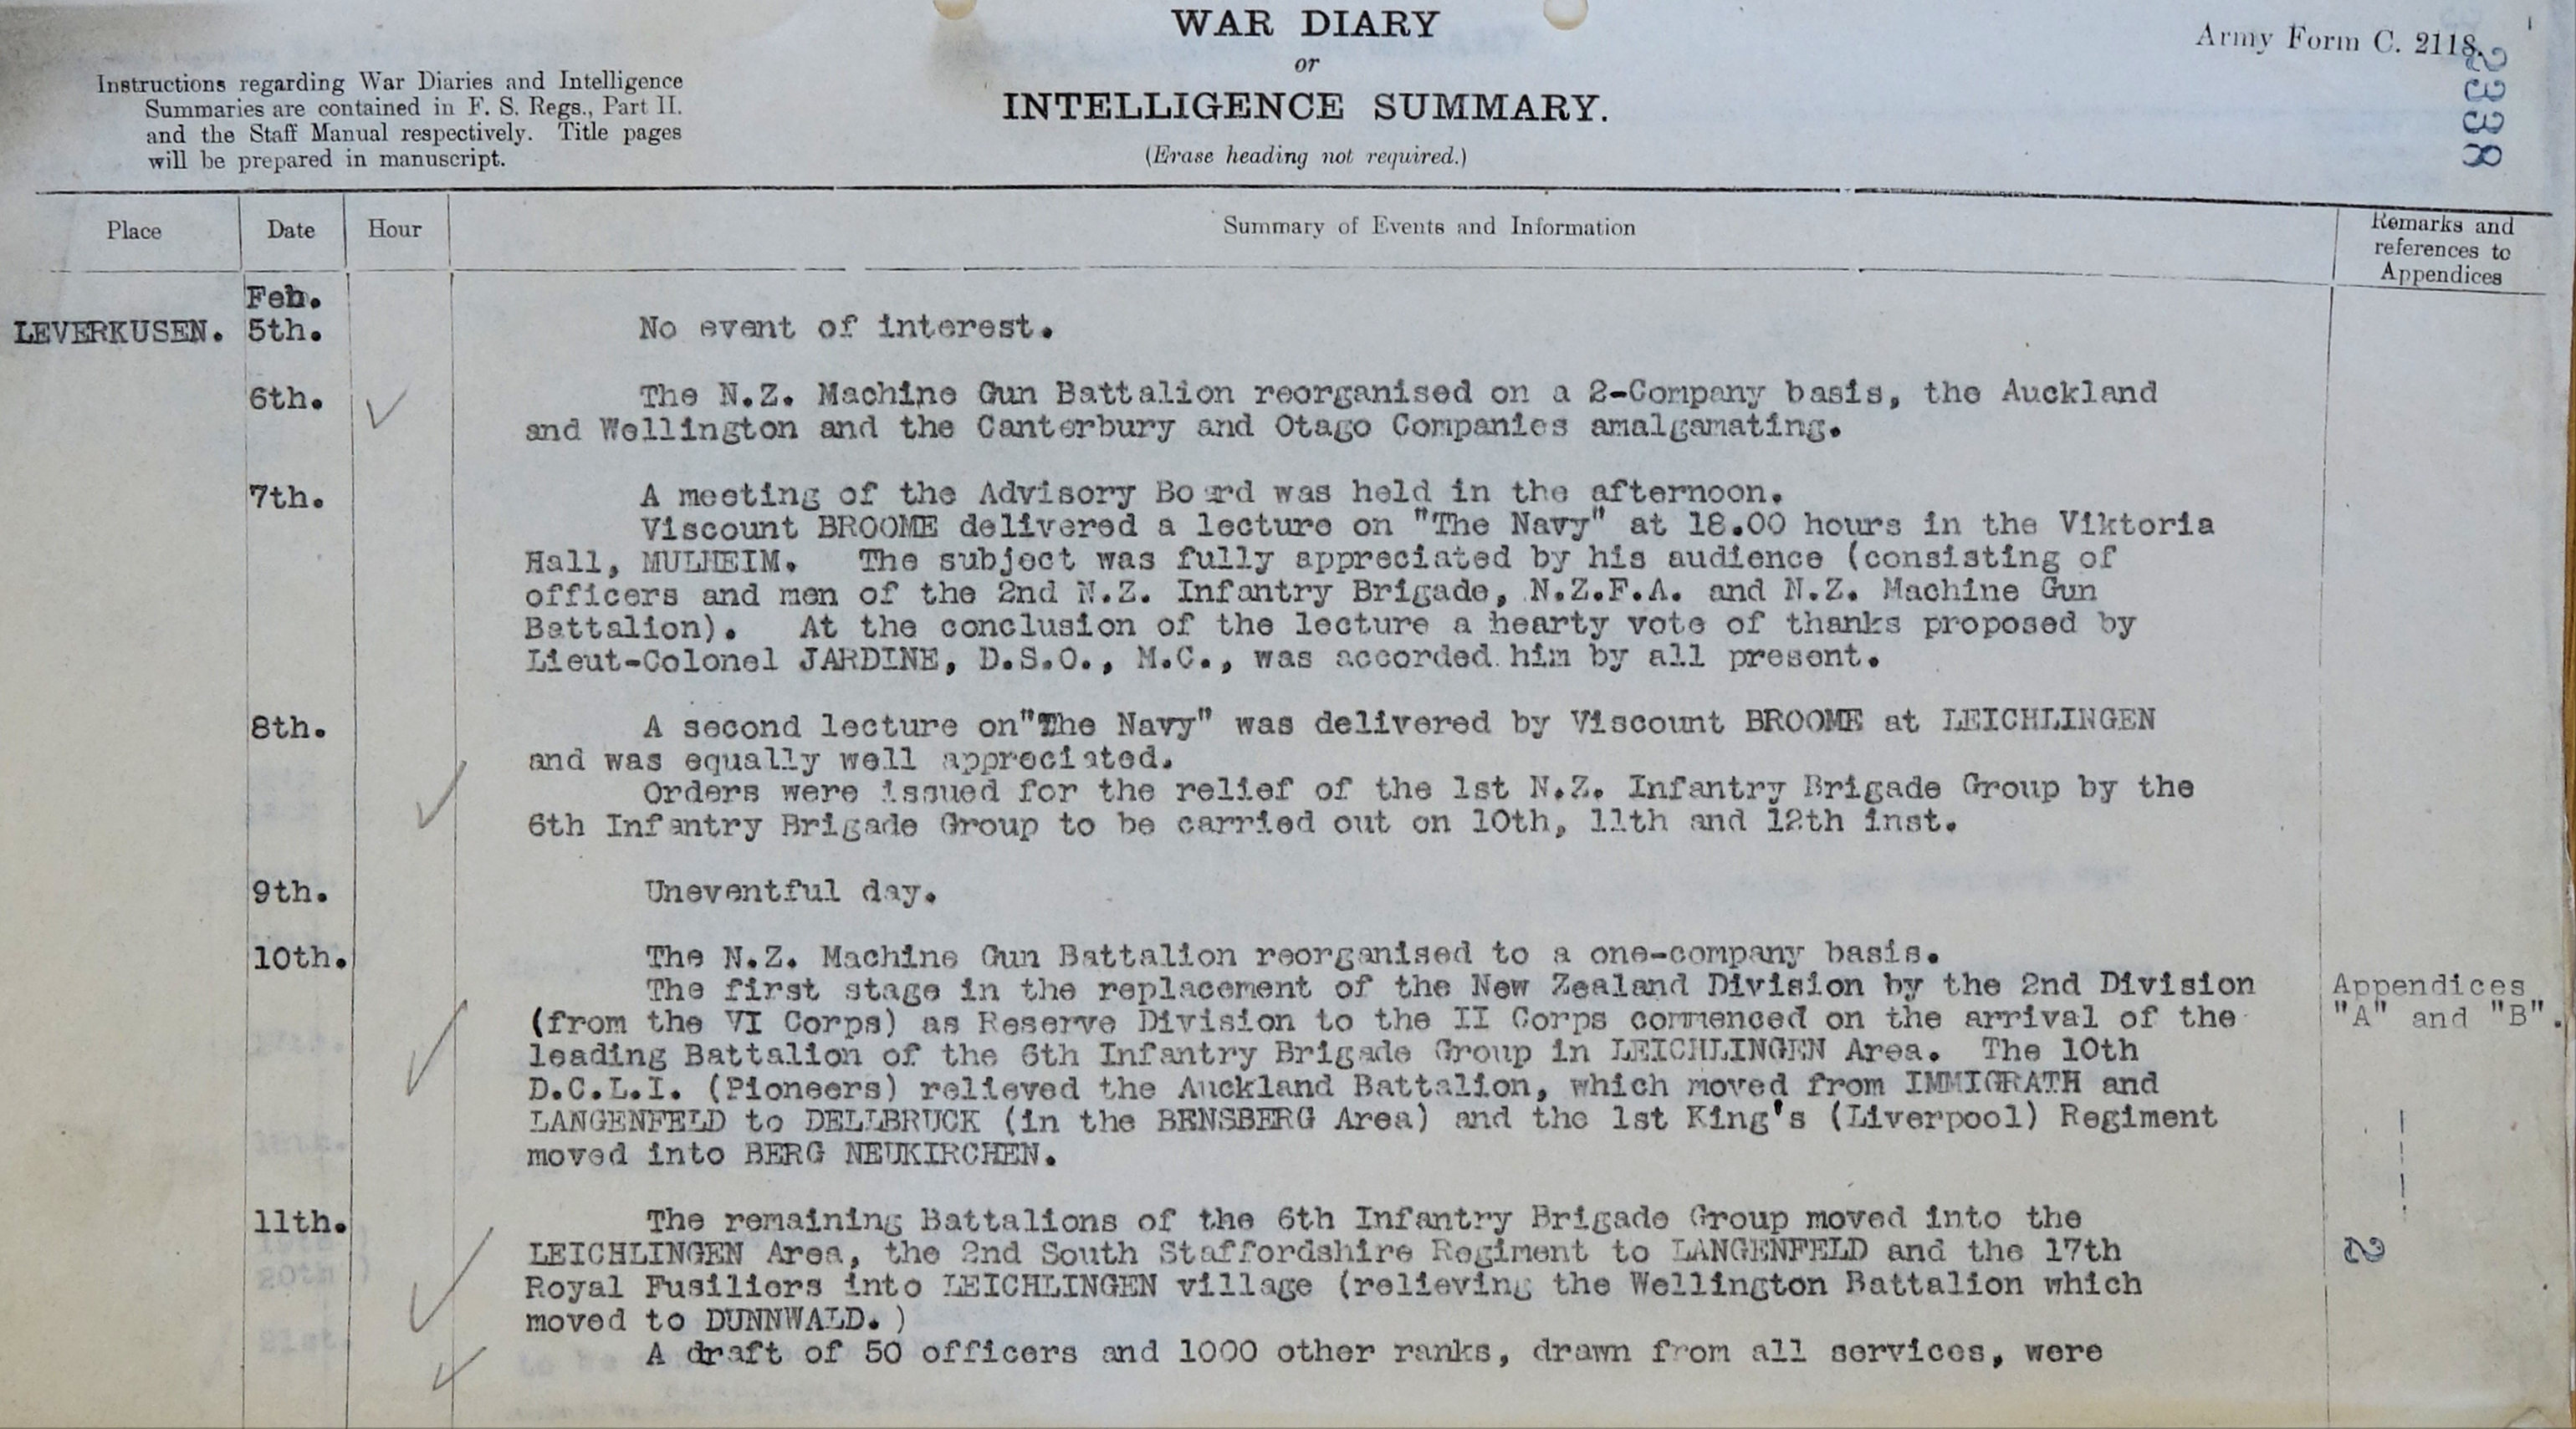 WAR DIARY
or
INTELLIGENCE SUMMARY.
(Erase heading not required.)
Army Form C. 2118.
2338
Instructions regarding War Diaries and Intelligence
Summaries are contained in F. S. Regs., Part II.
and the Staff Manual respectively. Title pages
will be prepared in manuscript.
Place Date Hour Summary of Events and Information Remarks and
references to
Appendices
Feb.
LEVERKUSEN. 5th. No event of interest.
6th. The N.Z. Machine Gun Battalion reorganised on a 2-Company basis, the Auckland
and Wellington and the Canterbury and Otago Companies amalgamating.
7th. A meeting of the Advisory Board was held in the afternoon.
Viscount BROOME delivered a lecture on "The Navy" at 18.00 hours in the Viktoria
Hall, MULHEIM. The subject was fully appreciated by his audience (consisting of
officers and men of the 2nd N.Z. Infantry Brigade, N.Z.F.A. and N.Z. Machine Gun
Battalion). At the conclusion of the lecture a hearty vote of thanks proposed by
Lieut-Colonel JARDINE, D.S.O., M.C., was accorded him by all present.
8th. A second lecture on"The Navy" was delivered by Viscount BROOME at LEICHLINGEN
and was equally well appreciated.
Orders were issued for the relief of the 1st N.Z. Infantry Brigade Group by the
6th Infantry Brigade Group to be carried out on 10th, 11th and 12th inst.
9th. Uneventful day.
10th. The N.Z. Machine Gun Battalion reorganised to a one-company basis.
The first stage in the replacement of the New Zealand Division by the 2nd Division Appendices
(from the VI Corps) as Reserve Division to the II Corps commenced on the arrival of the "A" and "B".
leading Battalion of the 6th Infantry Brigade Group in LEICHLINGEN Area. The 10th
D.C.L.I. (Pioneers) relieved the Auckland Battalion, which moved from IMMIGRATH and
LANGENFELD to DELLBRUCK (in the BENSBERG Area) and the 1st King's (Liverpool) Regiment
moved into BERG NEUKIRCHEN.
11th. The remaining Battalions of the 6th Infantry Brigade Group moved into the
LEICHLINGEN Area, the 2nd South Staffordshire Regiment to LANGENFELD and the 17th
Royal Fusiliers into LEICHLINGEN village (relieving the Wellington Battalion which
moved to DUNNWALD.)
A draft of 50 officers and 1000 other ranks, drawn from all services, were